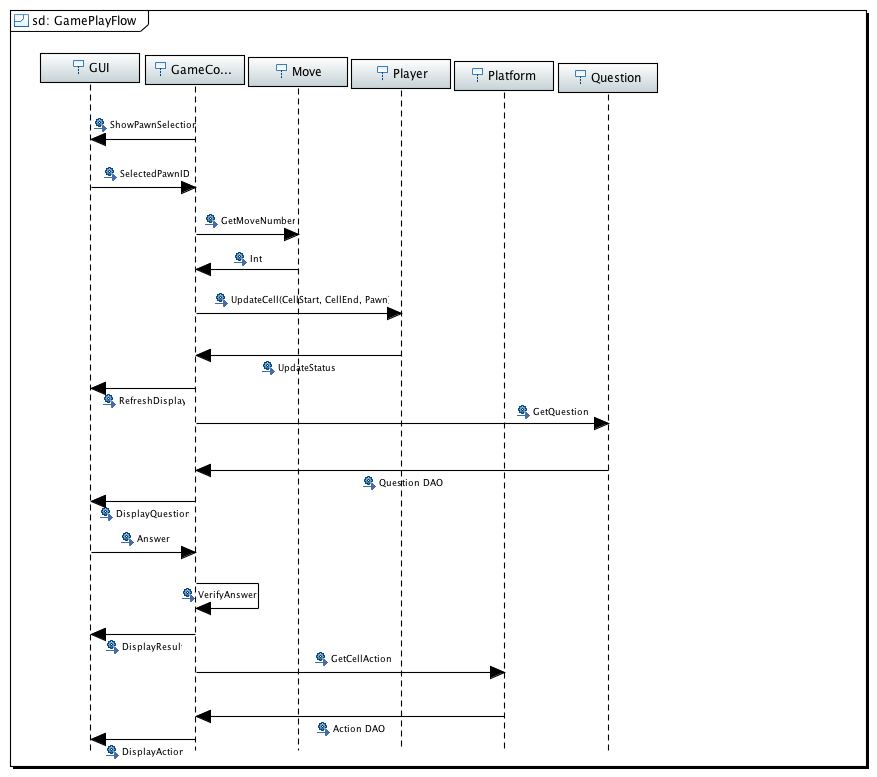 sd: GamePlayFlow
GUI
GameCo...
Move
Player
Platform
Question
ShowPawnSelection
SelectedPawnID
GetMoveNumber
Int
UpdateCell(CellStart, CellEnd, Pawn
UpdateStatus
RefreshDisplay
GetQuestion
Question DAO
DisplayQuestion
Answer
VerifyAnswer
DisplayResult
GetCellAction
Action DAO
DisplayAction